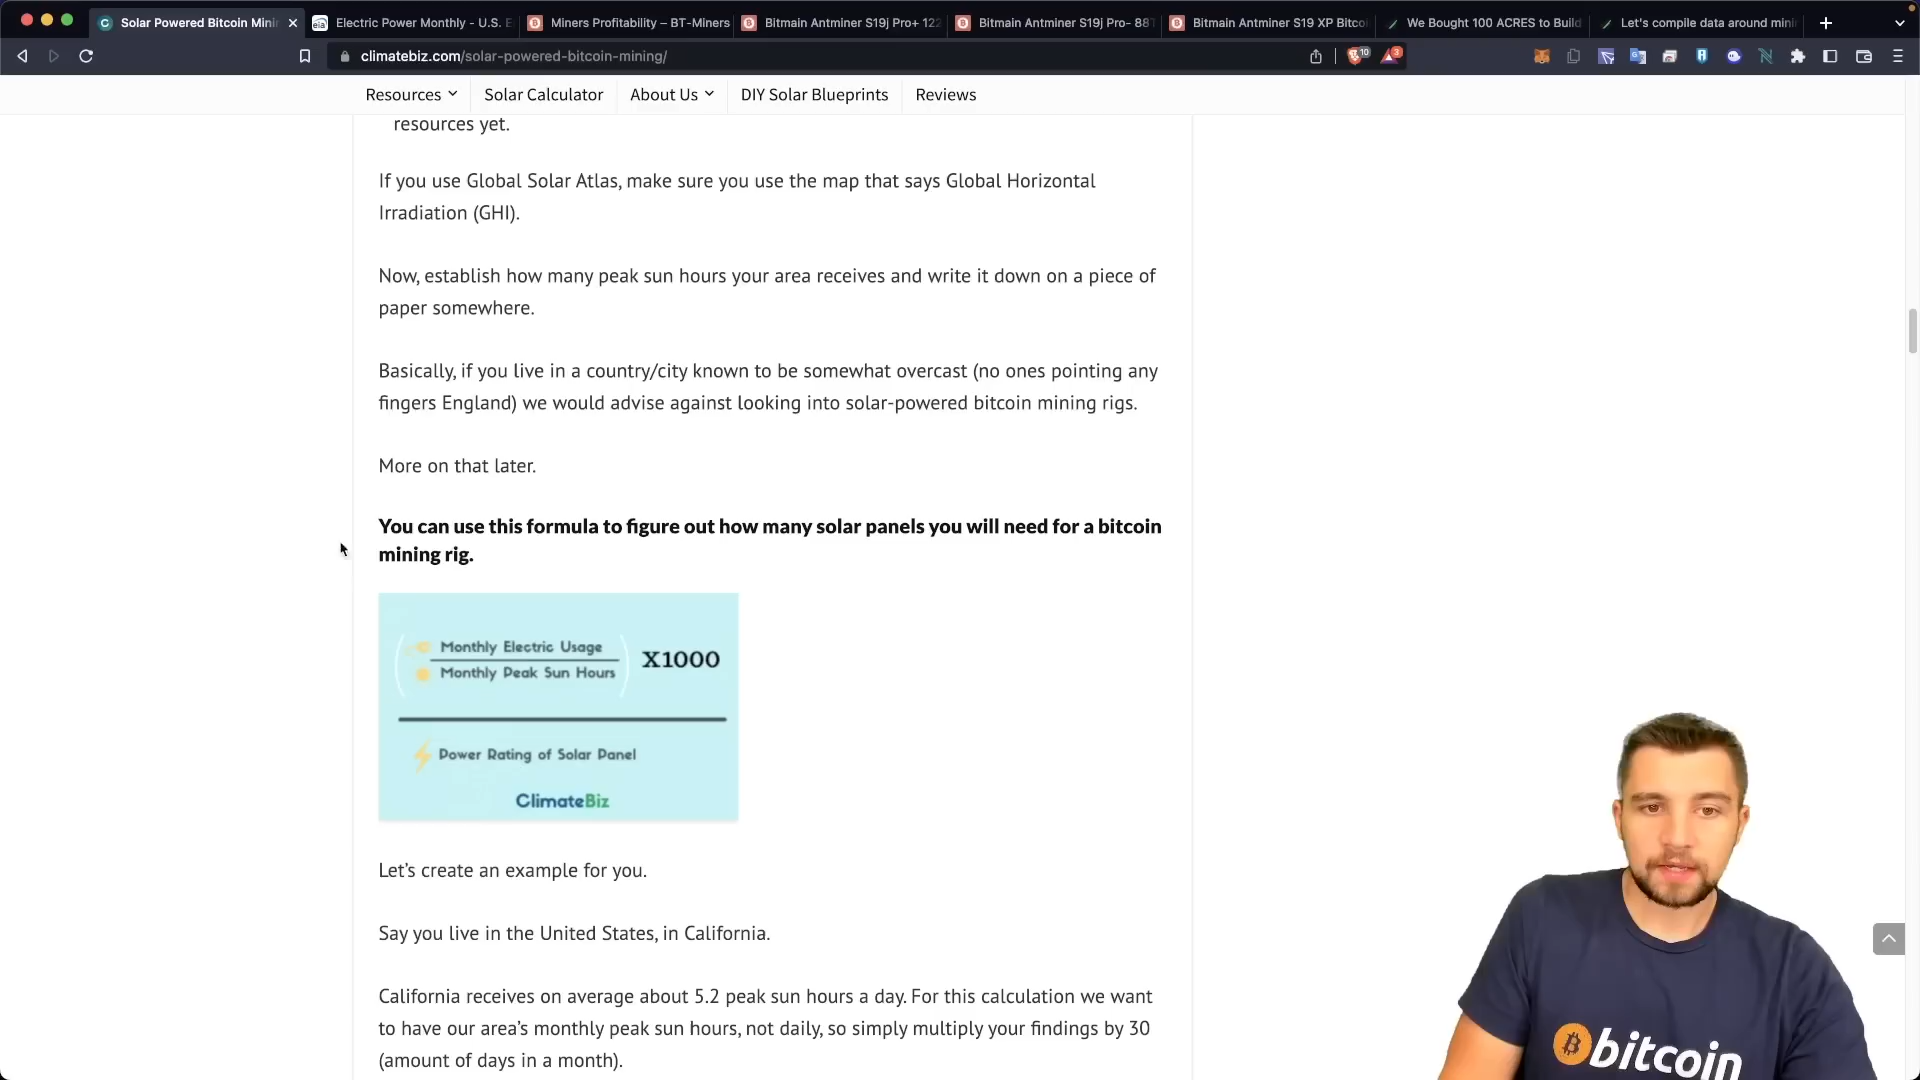 Solar Powered Bitcoin Minin
Electric Power Monthly - U.S. E
Miners Profitability – BT-Miners
Bitmain Antminer S19j Pro+ 122
Bitmain Antminer S19j Pro- 88T
Bitmain Antminer S19 XP Bitco
We Bought 100 ACRES to Build
Let's compile data around mini
climatebiz.com/solar-powered-bitcoin-mining/
10
3
Resources
Solar Calculator
About Us
DIY Solar Blueprints
Reviews
resources yet.
If you use Global Solar Atlas, make sure you use the map that says Global Horizontal
Irradiation (GHI).
Now, establish how many peak sun hours your area receives and write it down on a piece of
paper somewhere.
Basically, if you live in a country/city known to be somewhat overcast (no ones pointing any
fingers England) we would advise against looking into solar-powered bitcoin mining rigs.
More on that later.
You can use this formula to figure out how many solar panels you will need for a bitcoin
mining rig.
Monthly Electric Usage
Monthly Peak Sun Hours
X1000
Power Rating of Solar Panel
ClimateBiz
Let's create an example for you.
Say you live in the United States, in California.
California receives on average about 5.2 peak sun hours a day. For this calculation we want
to have our area's monthly peak sun hours, not daily, so simply multiply your findings by 30
(amount of days in a month).
bitcoin